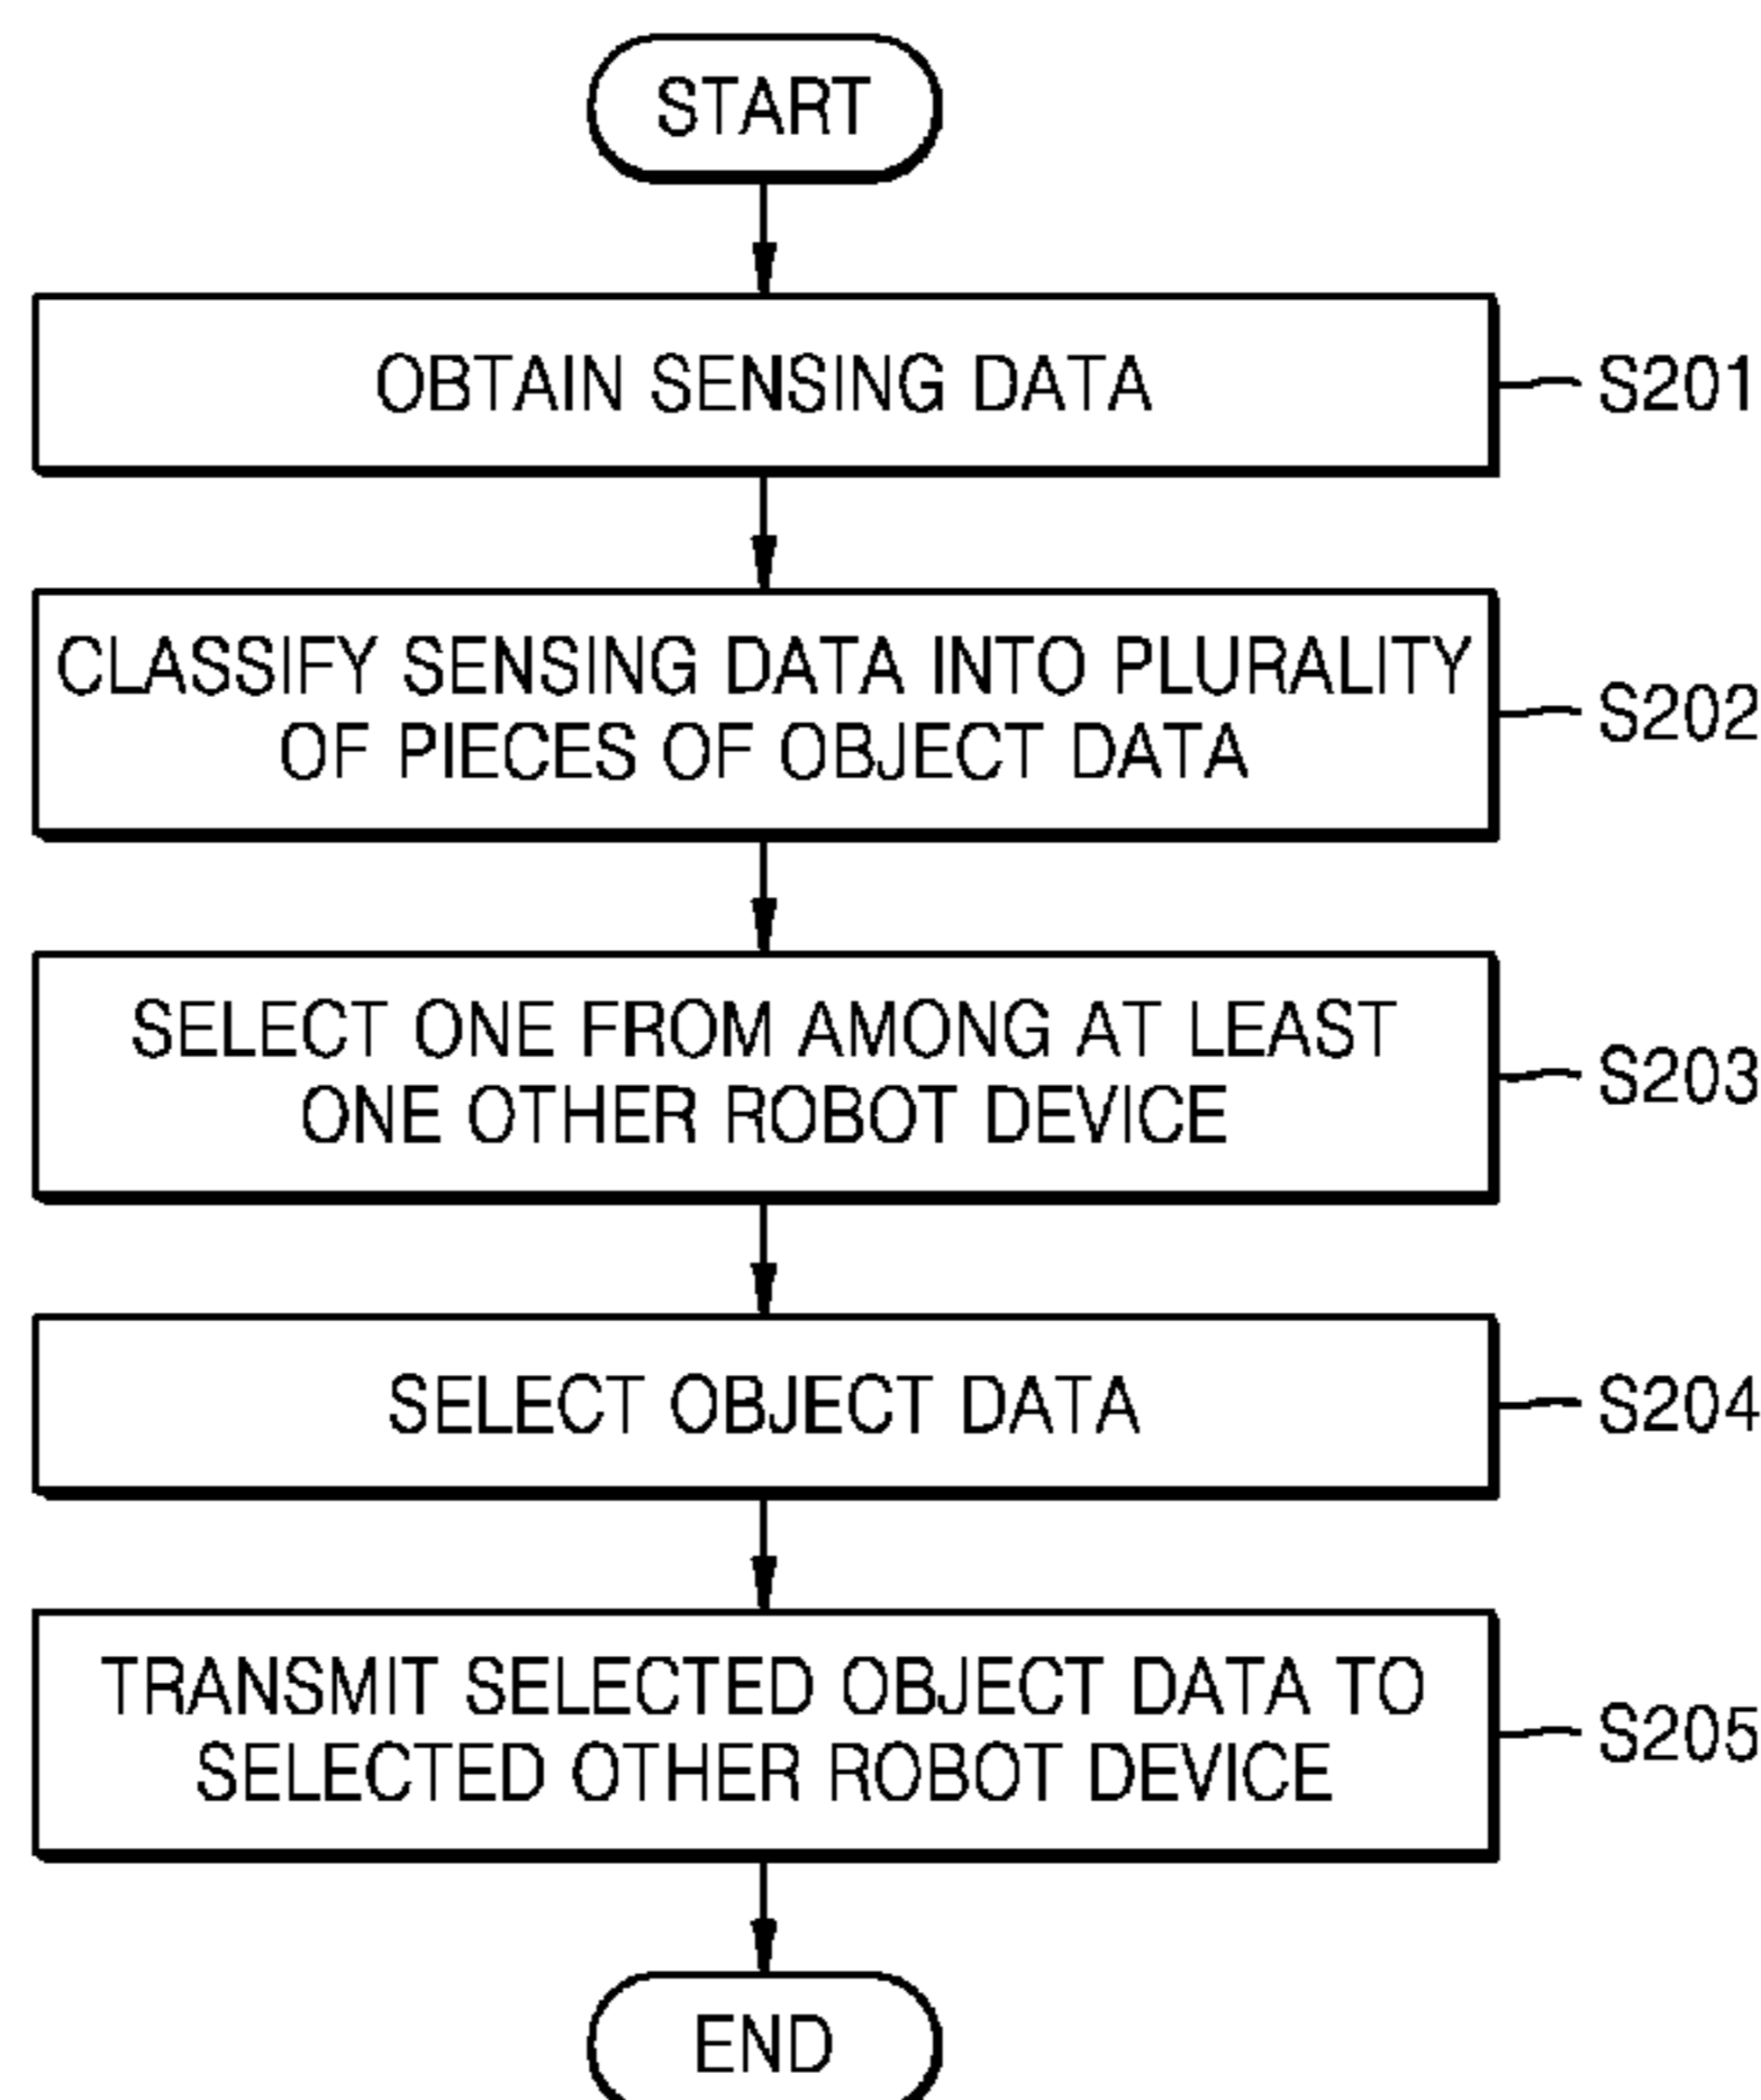 START
OBTAIN SENSING DATA
S201
CLASSIFY SENSING DATA INTO PLURALITY
OF PIECES OF OBJECT DATA
S202
SELECT ONE FROM AMONG AT LEAST
ONE OTHER ROBOT DEVICE
S203
SELECT OBJECT DATA
S204
TRANSMIT SELECTED OBJECT DATA TO
SELECTED OTHER ROBOT DEVICE
S205
END